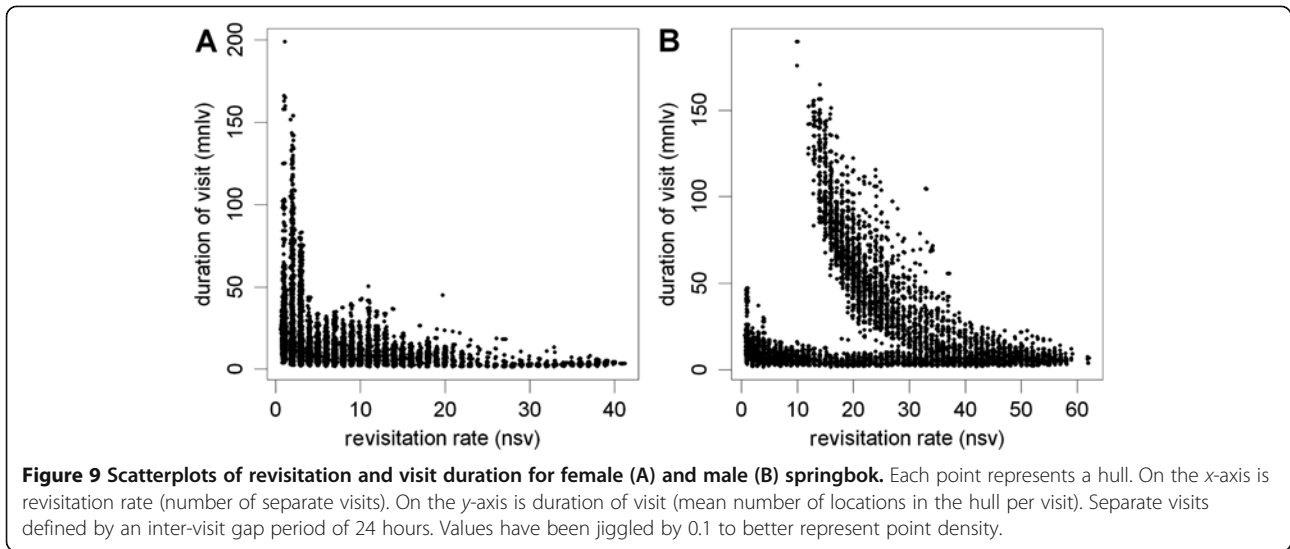 A
B
200
150
100
50
0
duration of visit (mnlv)
0 10 20 30 40
revisitation rate (nsv)
150
100
50
0
duration of visit (mnlv)
0 10 20 30 40 50 60
revisitation rate (nsv)
Figure 9 Scatterplots of revisitation and visit duration for female (A) and male (B) springbok. Each point represents a hull. On the x-axis is
revisitation rate (number of separate visits). On the y-axis is duration of visit (mean number of locations in the hull per visit). Separate visits
defined by an inter-visit gap period of 24 hours. Values have been jiggled by 0.1 to better represent point density.